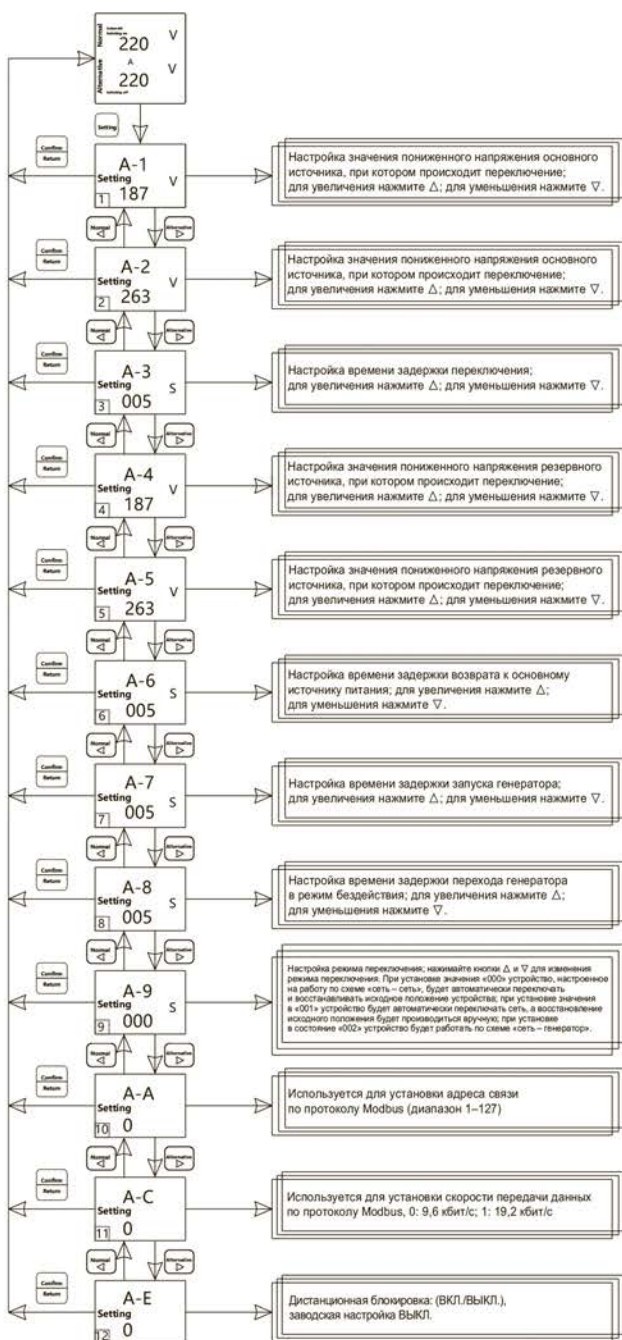 Normal
220 V
A
Alternative
220 V
Setting
Confirm
Return
A-1
Setting V
1 187
Настройка значения пониженного напряжения основного
источника, при котором происходит переключение;
для увеличения нажмите △; для уменьшения нажмите ▽.
Normal ◁
Alternative ▷
Confirm
Return
A-2
Setting V
2 263
Настройка значения пониженного напряжения основного
источника, при котором происходит переключение;
для увеличения нажмите △; для уменьшения нажмите ▽.
Normal ◁
Alternative ▷
Confirm
Return
A-3
Setting S
3 005
Настройка времени задержки переключения;
для увеличения нажмите △; для уменьшения нажмите ▽.
Normal ◁
Alternative ▷
Confirm
Return
A-4
Setting V
4 187
Настройка значения пониженного напряжения резервного
источника, при котором происходит переключение;
для увеличения нажмите △; для уменьшения нажмите ▽.
Normal ◁
Alternative ▷
Confirm
Return
A-5
Setting V
5 263
Настройка значения пониженного напряжения резервного
источника, при котором происходит переключение;
для увеличения нажмите △; для уменьшения нажмите ▽.
Normal ◁
Alternative ▷
Confirm
Return
A-6
Setting S
6 005
Настройка времени задержки возврата к основному
источнику питания; для увеличения нажмите △;
для уменьшения нажмите ▽.
Normal ◁
Alternative ▷
Confirm
Return
A-7
Setting S
7 005
Настройка времени задержки запуска генератора;
для увеличения нажмите △; для уменьшения нажмите ▽.
Normal ◁
Alternative ▷
Confirm
Return
A-8
Setting S
8 005
Настройка времени задержки перехода генератора
в режим бездействия; для увеличения нажмите △;
для уменьшения нажмите ▽.
Normal ◁
Alternative ▷
Confirm
Return
A-9
Setting S
9 000
Настройка режима переключения; нажимайте кнопки △ и ▽ для изменения
режима переключения. При установке значения «000» устройство, настроенное
на работу по схеме «сеть – сеть», будет автоматически переключать
и восстанавливать исходное положение устройства; при установке значения
в «001» устройство будет автоматически переключать сеть, а восстановление
исходного положения будет производиться вручную; при установке
в состояние «002» устройство будет работать по схеме «сеть – генератор».
Normal ◁
Alternative ▷
Confirm
Return
A-A
Setting
10 0
Используется для установки адреса связи
по протоколу Modbus (диапазон 1–127)
Normal ◁
Alternative ▷
Confirm
Return
A-C
Setting
11 0
Используется для установки скорости передачи данных
по протоколу Modbus, 0: 9,6 кбит/с; 1: 19,2 кбит/с
Normal ◁
Alternative ▷
Confirm
Return
A-E
Setting
12 0
Дистанционная блокировка: (ВКЛ./ВЫКЛ.),
заводская настройка ВЫКЛ.